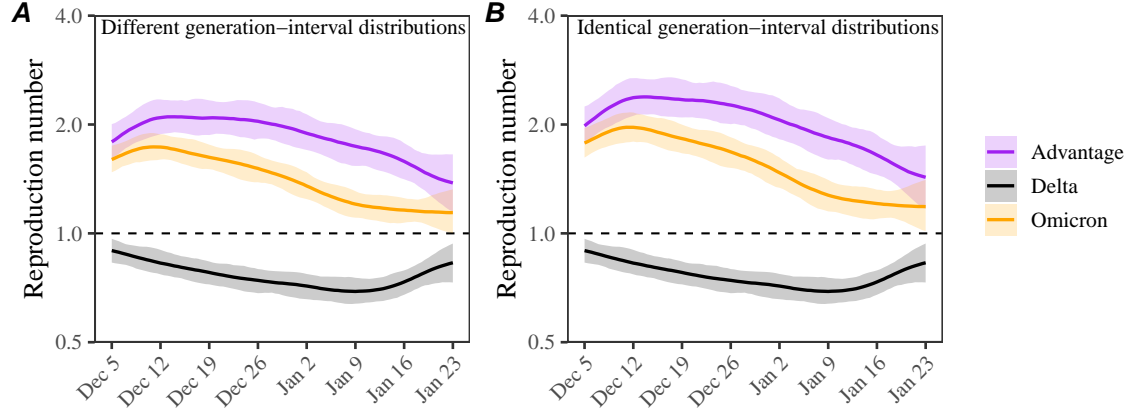 A
Different generation−interval distributions
Reproduction number
4.0
2.0
1.0
0.5
Dec 5
Dec 12
Dec 19
Dec 26
Jan 2
Jan 9
Jan 16
Jan 23
B
Identical generation−interval distributions
Reproduction number
4.0
2.0
1.0
0.5
Dec 5
Dec 12
Dec 19
Dec 26
Jan 2
Jan 9
Jan 16
Jan 23
Advantage
Delta
Omicron